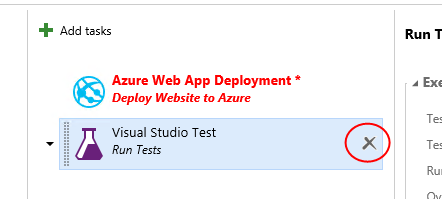 Add tasks
Run T
Azure Web App Deployment *
Deploy Website to Azure
Exe
Visual Studio Test
Run Tests
Tes
Tes
Run
Ov